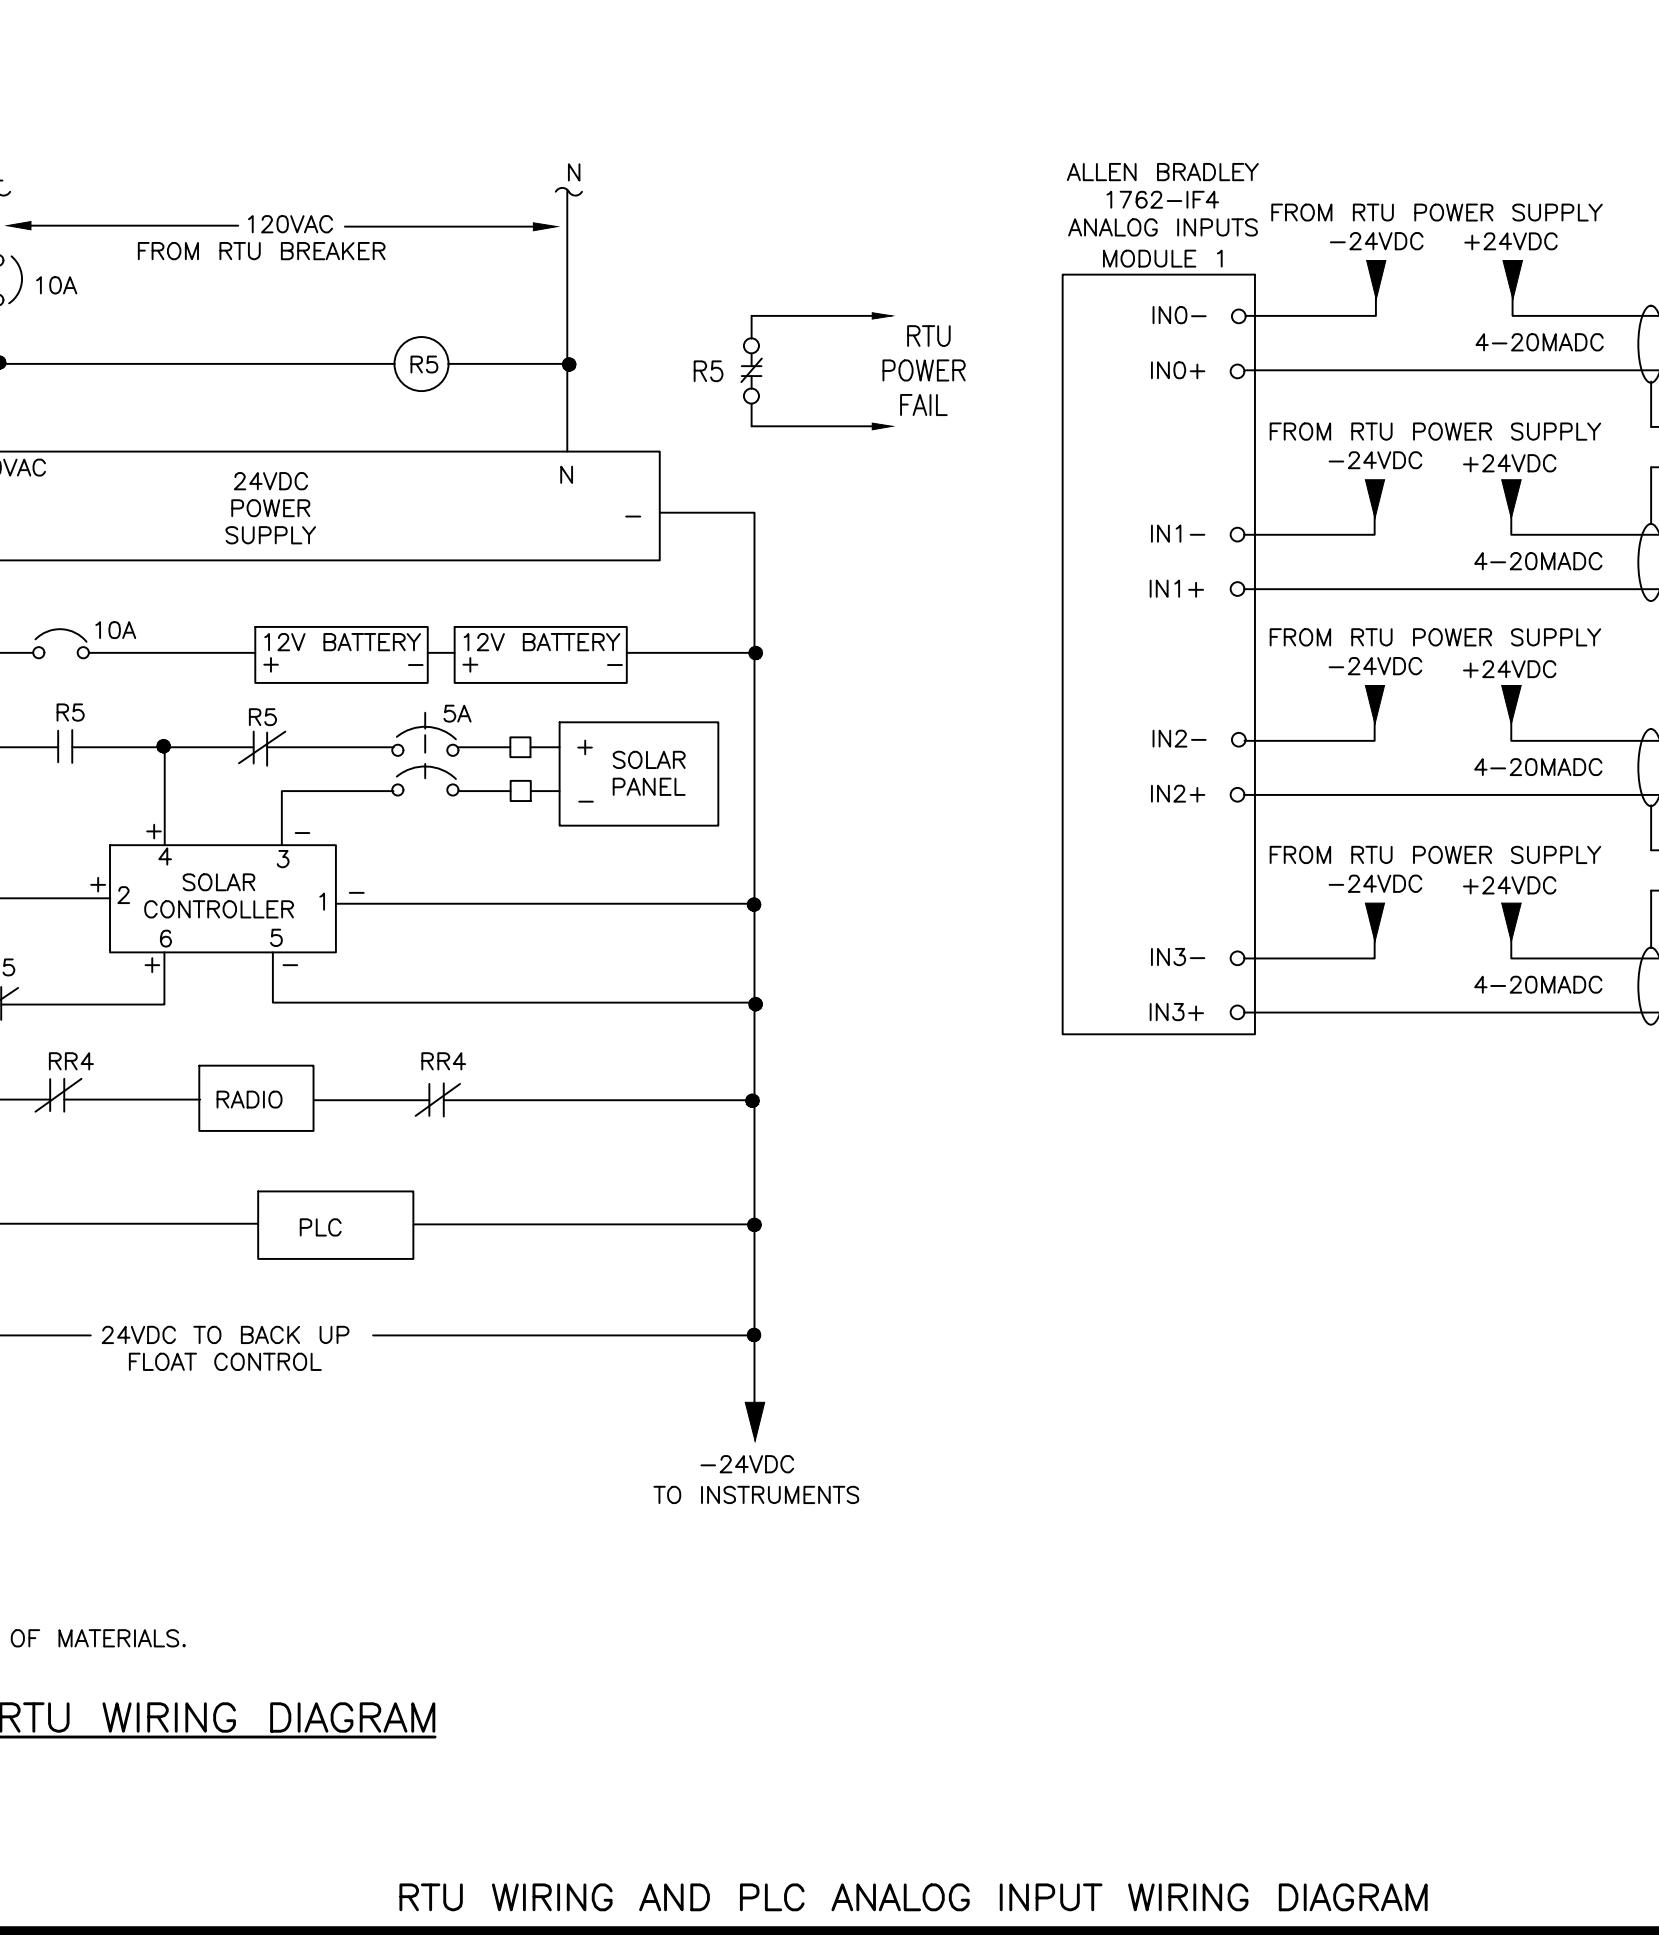 N
120VAC
FROM RTU BREAKER
10A
R5
R5
RTU
POWER
FAIL
VAC
24VDC
POWER
SUPPLY
N
−
10A
12V BATTERY
+ −
12V BATTERY
+ −
R5
R5
5A
+
SOLAR
PANEL
−
+
−
4
3
+
2
SOLAR
CONTROLLER
1
−
6
5
+
−
5
RR4
RADIO
RR4
PLC
24VDC TO BACK UP
FLOAT CONTROL
−24VDC
TO INSTRUMENTS
OF MATERIALS.
RTU WIRING DIAGRAM
ALLEN BRADLEY
1762−IF4
ANALOG INPUTS
MODULE 1
FROM RTU POWER SUPPLY
−24VDC +24VDC
IN0−
4−20MADC
IN0+
FROM RTU POWER SUPPLY
−24VDC +24VDC
IN1−
4−20MADC
IN1+
FROM RTU POWER SUPPLY
−24VDC +24VDC
IN2−
4−20MADC
IN2+
FROM RTU POWER SUPPLY
−24VDC +24VDC
IN3−
4−20MADC
IN3+
RTU WIRING AND PLC ANALOG INPUT WIRING DIAGRAM